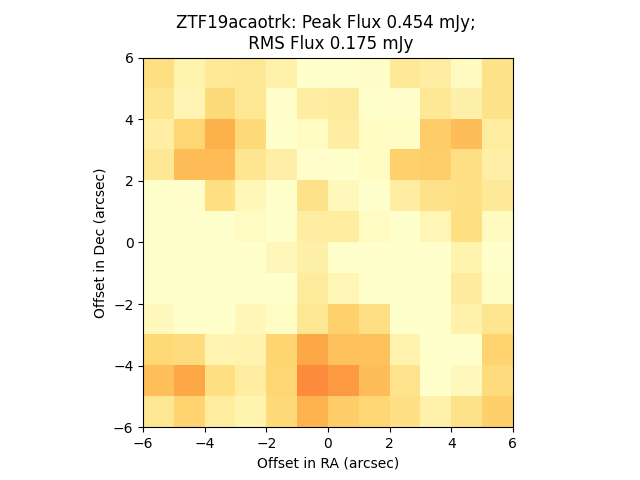 ZTF19acaotrk: Peak Flux 0.454 mJy;
RMS Flux 0.175 mJy
6
4
2
0
−2
−4
−6
Offset in Dec (arcsec)
−6 −4 −2 0 2 4 6
Offset in RA (arcsec)